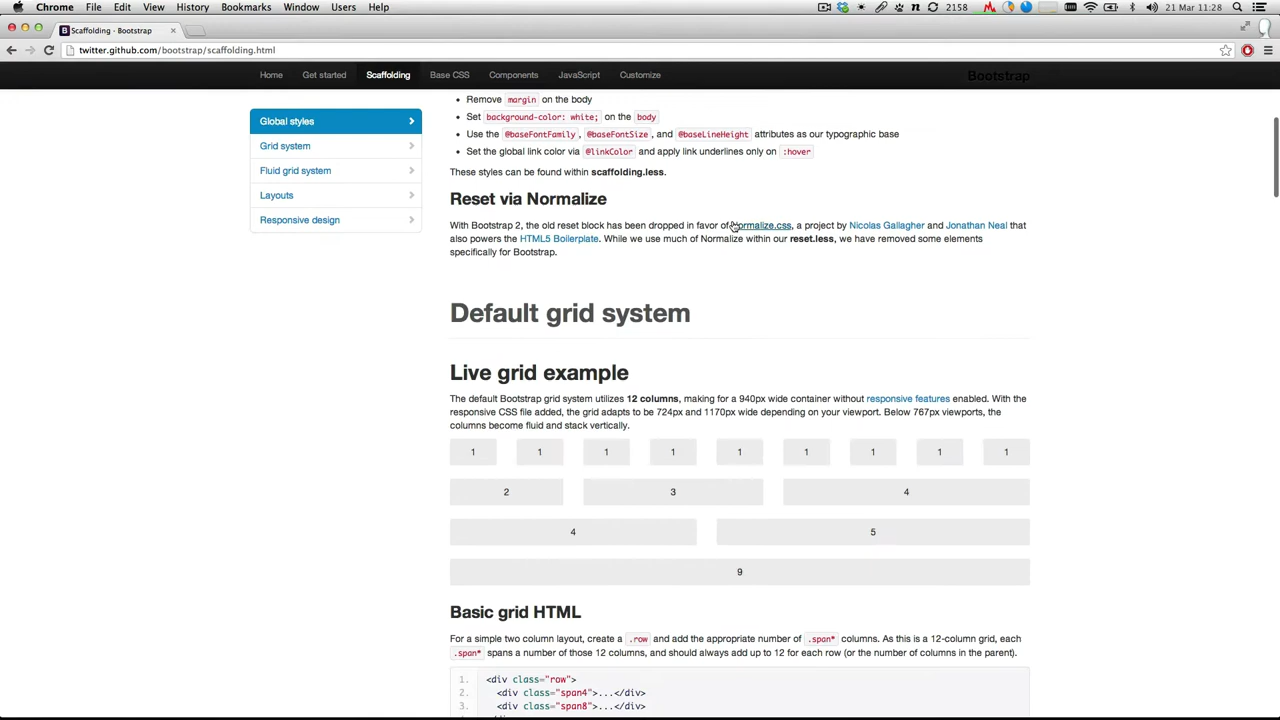 Chrome File Edit View History Bookmarks Window Users Help 2158 21 Mar 11:28
Scaffolding · Bootstrap
twitter.github.com/bootstrap/scaffolding.html
Home Get started Scaffolding Base CSS Components JavaScript Customize Bootstrap
Global styles
Grid system
Fluid grid system
Layouts
Responsive design
Remove margin on the body
Set background-color: white; on the body
Use the @baseFontFamily, @baseFontSize, and @baseLineHeight attributes as our typographic base
Set the global link color via @linkColor and apply link underlines only on :hover
These styles can be found within scaffolding.less.
Reset via Normalize
With Bootstrap 2, the old reset block has been dropped in favor of Normalize.css, a project by Nicolas Gallagher and Jonathan Neal that
also powers the HTML5 Boilerplate. While we use much of Normalize within our reset.less, we have removed some elements
specifically for Bootstrap.
Default grid system
Live grid example
The default Bootstrap grid system utilizes 12 columns, making for a 940px wide container without responsive features enabled. With the
responsive CSS file added, the grid adapts to be 724px and 1170px wide depending on your viewport. Below 767px viewports, the
columns become fluid and stack vertically.
1 1 1 1 1 1 1 1 1
2 3 4
4 5
9
Basic grid HTML
For a simple two column layout, create a .row and add the appropriate number of .span* columns. As this is a 12-column grid, each
.span* spans a number of those 12 columns, and should always add up to 12 for each row (or the number of columns in the parent).
1. <div class="row">
2. <div class="span4">...</div>
3. <div class="span8">...</div>